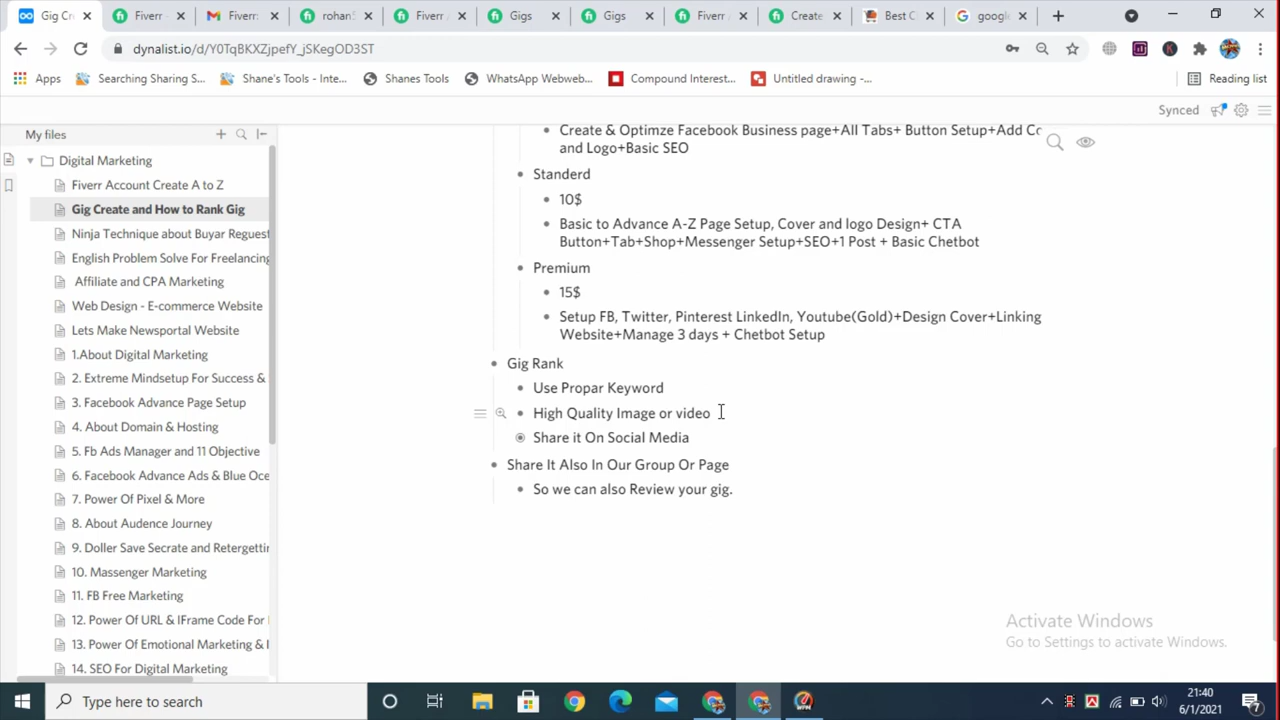 Gig Cr
Fiverr
Fiverr:
rohan
Fiverr
Gigs
Gigs
Fiverr
Create
Best C
google
dynalist.io/d/Y0TqBKXZjpefY_jSKegOD3ST
Apps
Searching Sharing S...
Shane's Tools - Inte...
Shanes Tools
WhatsApp Webweb...
Compound Interest...
Untitled drawing -...
Reading list
Synced
My files
Digital Marketing
Fiverr Account Create A to Z
Gig Create and How to Rank Gig
Ninja Technique about Buyar Reguest
English Problem Solve For Freelancing
Affiliate and CPA Marketing
Web Design - E-commerce Website
Lets Make Newsportal Website
1.About Digital Marketing
2. Extreme Mindsetup For Success &
3. Facebook Advance Page Setup
4. About Domain & Hosting
5. Fb Ads Manager and 11 Objective
6. Facebook Advance Ads & Blue Oce
7. Power Of Pixel & More
8. About Audence Journey
9. Doller Save Secrate and Retergettin
10. Massenger Marketing
11. FB Free Marketing
12. Power Of URL & IFrame Code For
13. Power Of Emotional Marketing &
14. SEO For Digital Marketing
Create & Optimze Facebook Business page+All Tabs+ Button Setup+Add Co
and Logo+Basic SEO
Standerd
10$
Basic to Advance A-Z Page Setup, Cover and logo Design+ CTA
Button+Tab+Shop+Messenger Setup+SEO+1 Post + Basic Chetbot
Premium
15$
Setup FB, Twitter, Pinterest LinkedIn, Youtube(Gold)+Design Cover+Linking
Website+Manage 3 days + Chetbot Setup
Gig Rank
Use Propar Keyword
High Quality Image or video
Share it On Social Media
Share It Also In Our Group Or Page
So we can also Review your gig.
Activate Windows
Go to Settings to activate Windows.
Type here to search
21:40
6/1/2021
7